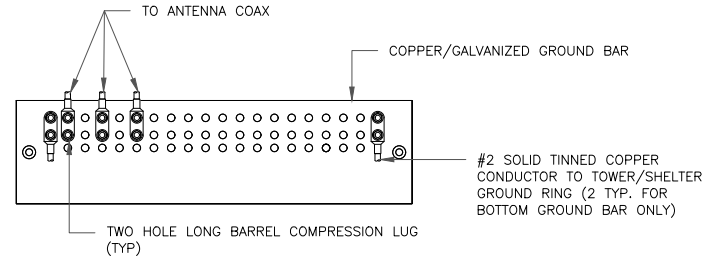 TO ANTENNA COAX
COPPER/GALVANIZED GROUND BAR
#2 SOLID TINNED COPPER
CONDUCTOR TO TOWER/SHELTER
GROUND RING (2 TYP. FOR
BOTTOM GROUND BAR ONLY)
TWO HOLE LONG BARREL COMPRESSION LUG
(TYP)